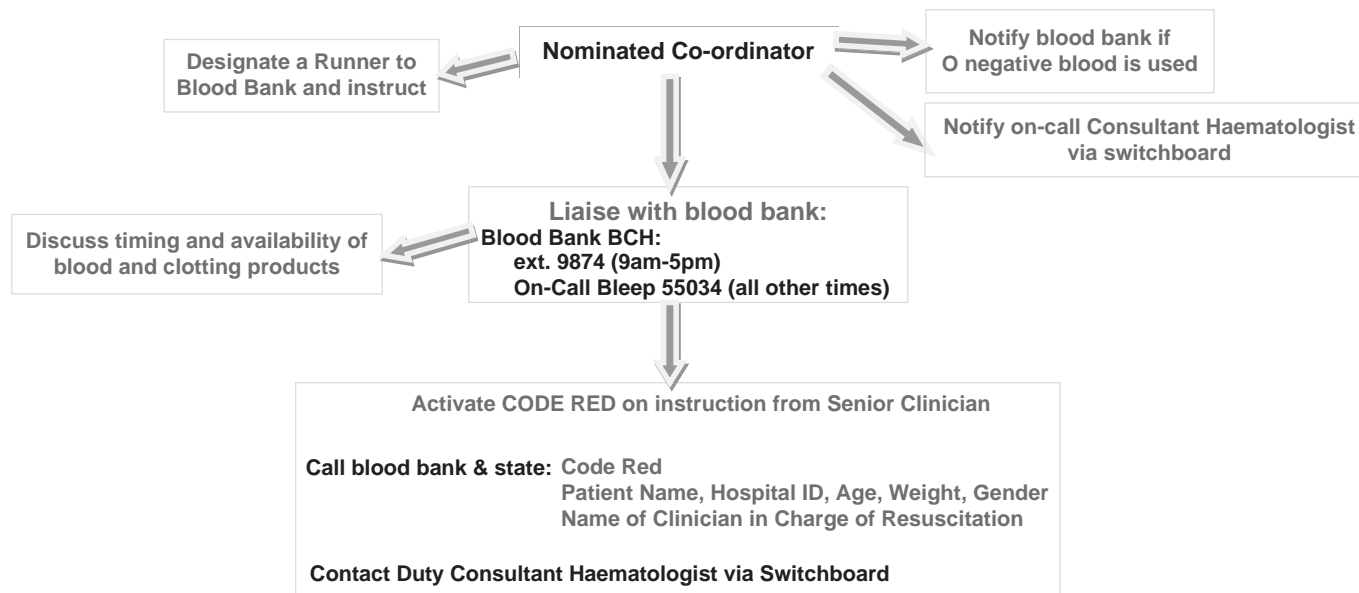 Nominated Co-ordinator
Designate a Runner to
Blood Bank and instruct
Notify blood bank if
O negative blood is used
Notify on-call Consultant Haematologist
via switchboard
Liaise with blood bank:
Blood Bank BCH:
ext. 9874 (9am-5pm)
On-Call Bleep 55034 (all other times)
Discuss timing and availability of
blood and clotting products
Activate CODE RED on instruction from Senior Clinician
Call blood bank & state: Code Red
Patient Name, Hospital ID, Age, Weight, Gender
Name of Clinician in Charge of Resuscitation
Contact Duty Consultant Haematologist via Switchboard